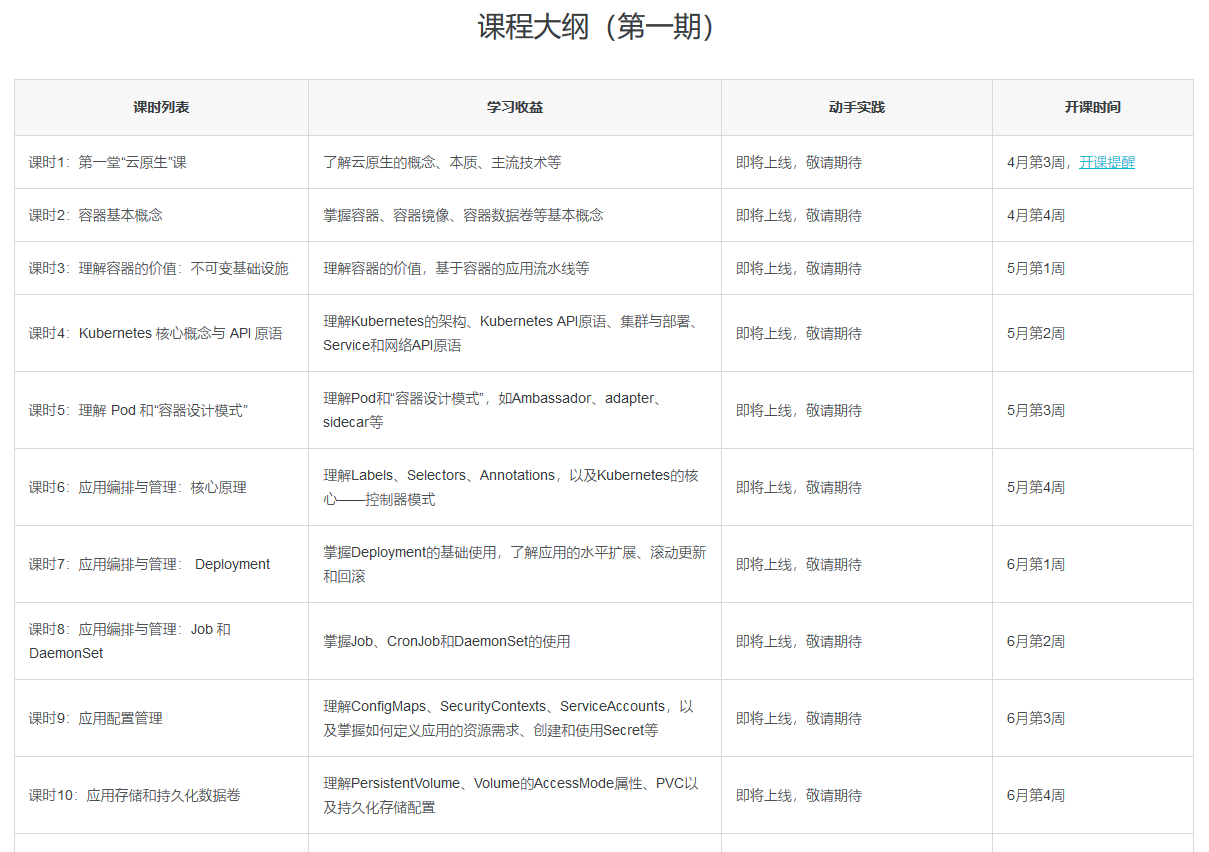 课程大纲（第一期）
课时列表 学习收益 动手实践 开课时间
课时1：第一堂“云原生”课 了解云原生的概念、本质、主流技术等 即将上线，敬请期待 4月第3周，开课提醒
课时2：容器基本概念 掌握容器、容器镜像、容器数据卷等基本概念 即将上线，敬请期待 4月第4周
课时3：理解容器的价值：不可变基础设施 理解容器的价值，基于容器的应用流水线等 即将上线，敬请期待 5月第1周
课时4：Kubernetes 核心概念与 API 原语 理解Kubernetes的架构、Kubernetes API原语、集群与部署、
Service和网络API原语 即将上线，敬请期待 5月第2周
课时5：理解 Pod 和“容器设计模式” 理解Pod和“容器设计模式”，如Ambassador、adapter、
sidecar等 即将上线，敬请期待 5月第3周
课时6：应用编排与管理：核心原理 理解Labels、Selectors、Annotations，以及Kubernetes的核
心——控制器模式 即将上线，敬请期待 5月第4周
课时7：应用编排与管理： Deployment 掌握Deployment的基础使用，了解应用的水平扩展、滚动更新
和回滚 即将上线，敬请期待 6月第1周
课时8：应用编排与管理：Job 和
DaemonSet 掌握Job、CronJob和DaemonSet的使用 即将上线，敬请期待 6月第2周
课时9：应用配置管理 理解ConfigMaps、SecurityContexts、ServiceAccounts，以
及掌握如何定义应用的资源需求、创建和使用Secret等 即将上线，敬请期待 6月第3周
课时10：应用存储和持久化数据卷 理解PersistentVolume、Volume的AccessMode属性、PVC以
及持久化存储配置 即将上线，敬请期待 6月第4周